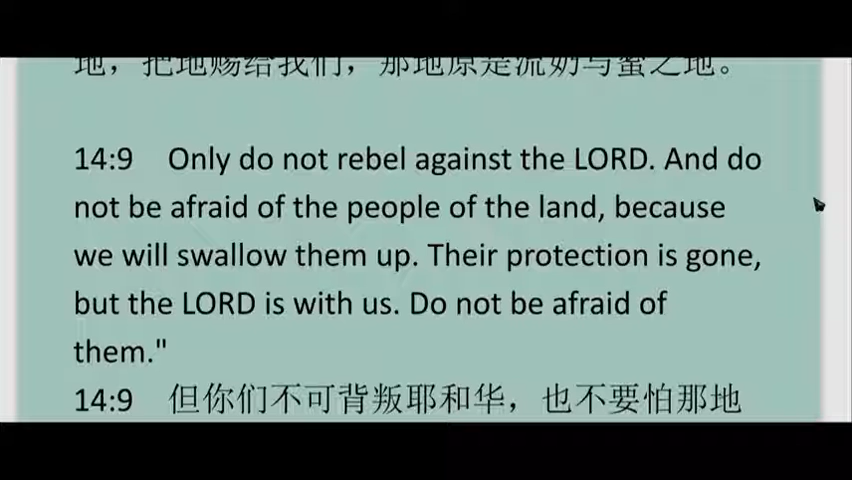 地，把地赐给我们，那地原是流奶与蜜之地。
14:9 Only do not rebel against the LORD. And do
not be afraid of the people of the land, because
we will swallow them up. Their protection is gone,
but the LORD is with us. Do not be afraid of
them."
14:9 但你们不可背叛耶和华，也不要怕那地